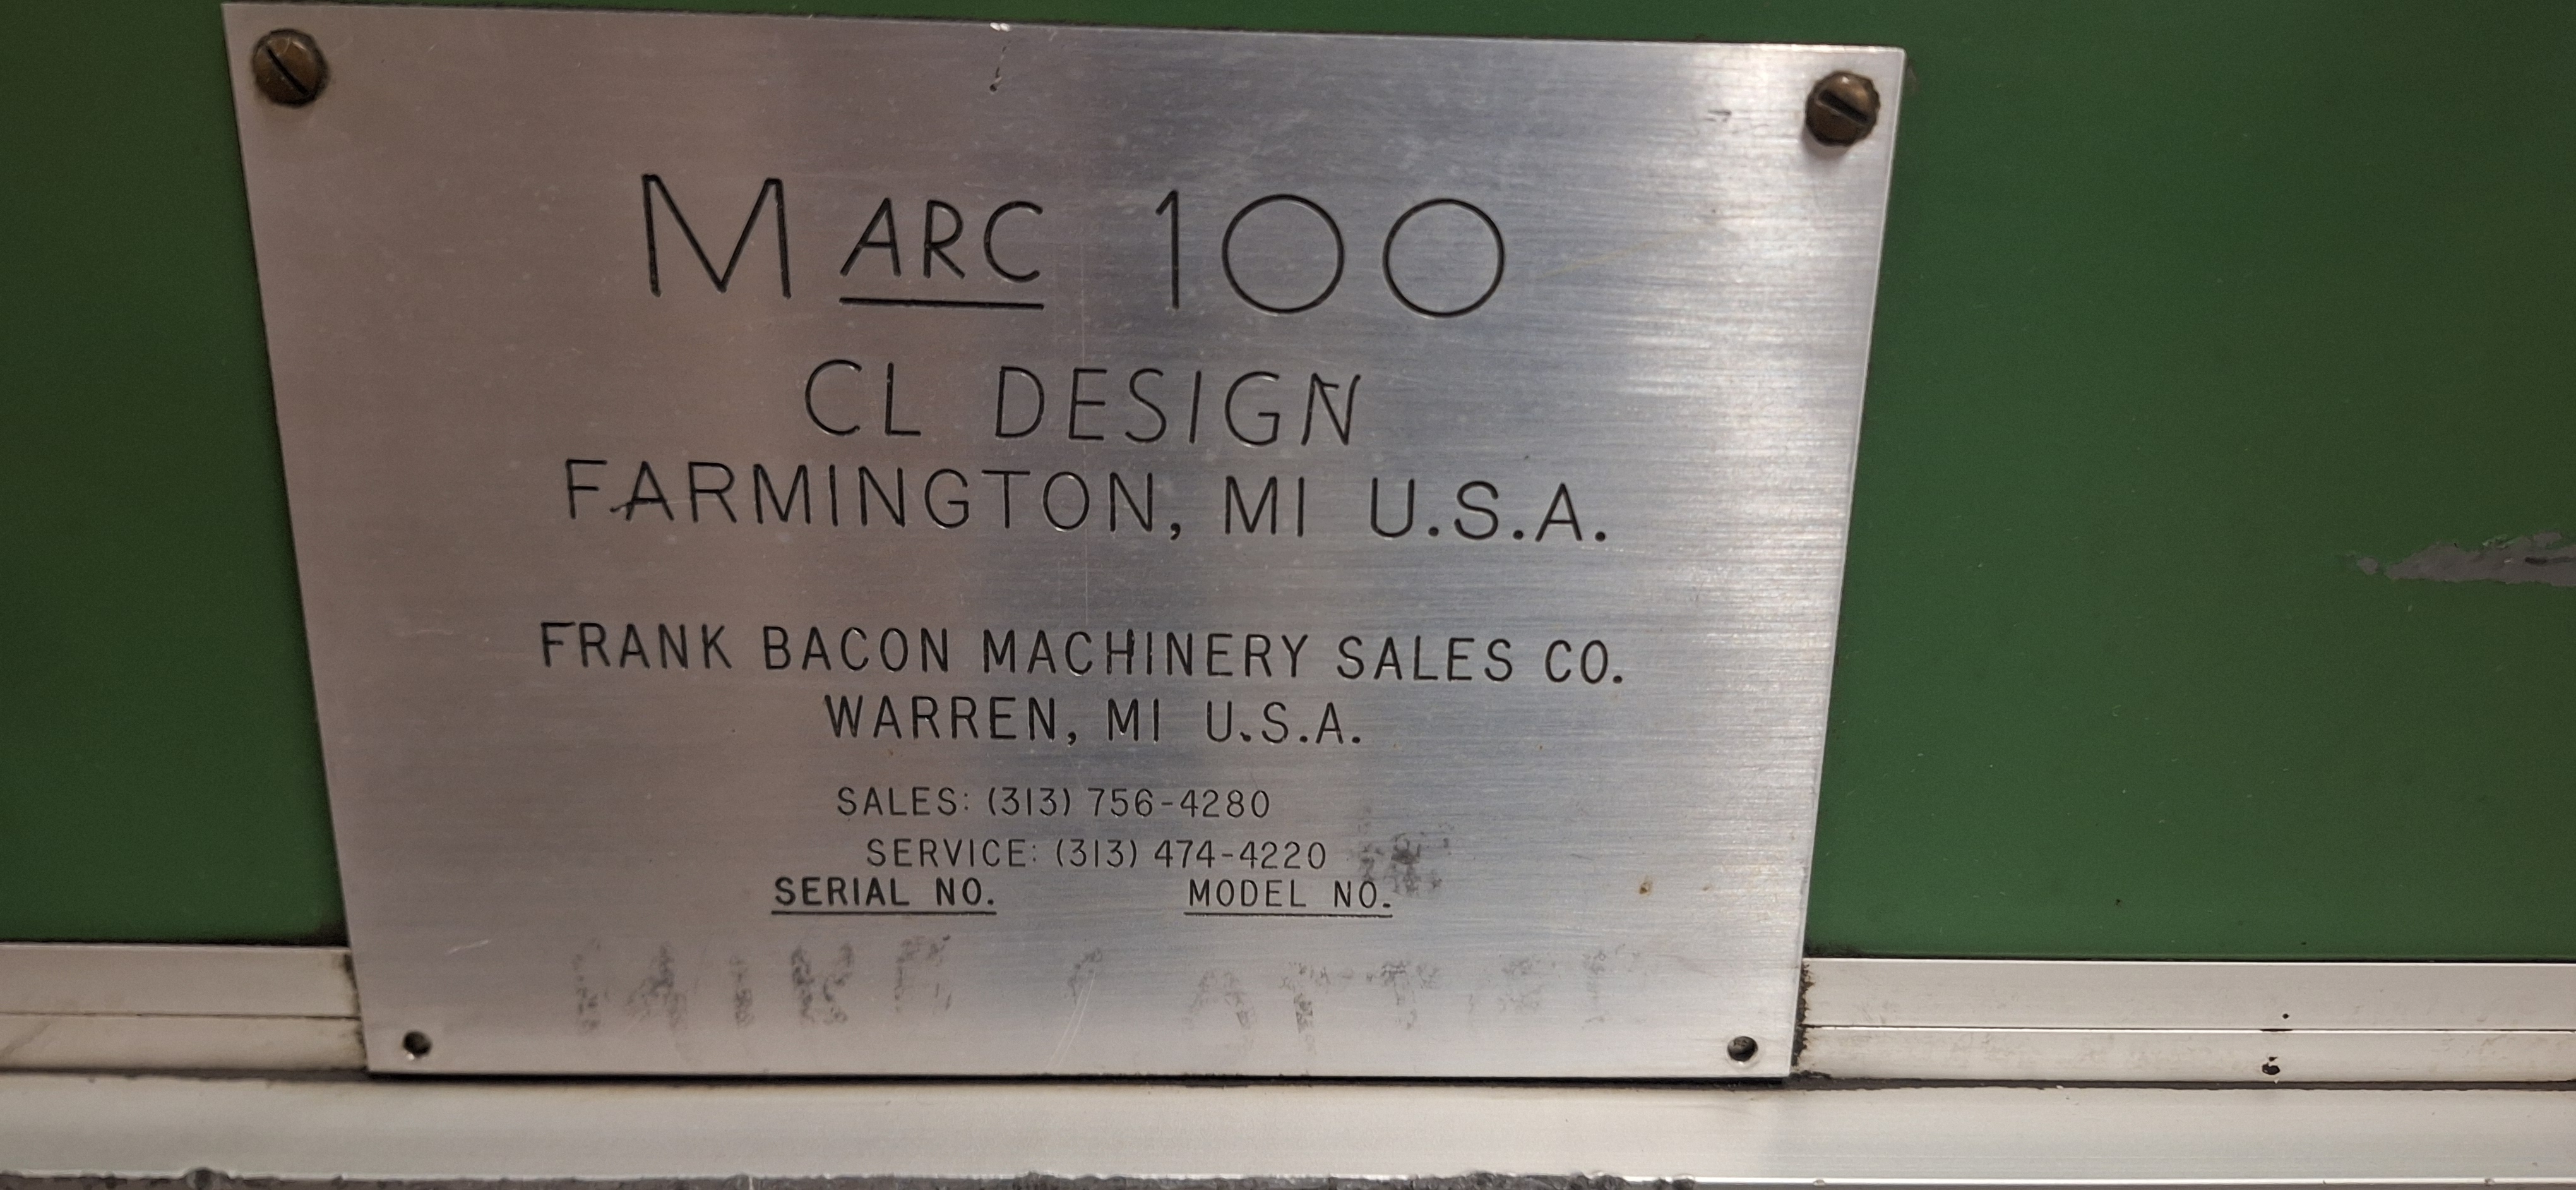 MARC 100
CL DESIGN
FARMINGTON, MI U.S.A.
FRANK BACON MACHINERY SALES CO.
WARREN, MI U.S.A.
SALES: (313) 756-4280
SERVICE: (313) 474-4220
SERIAL NO. MODEL NO.